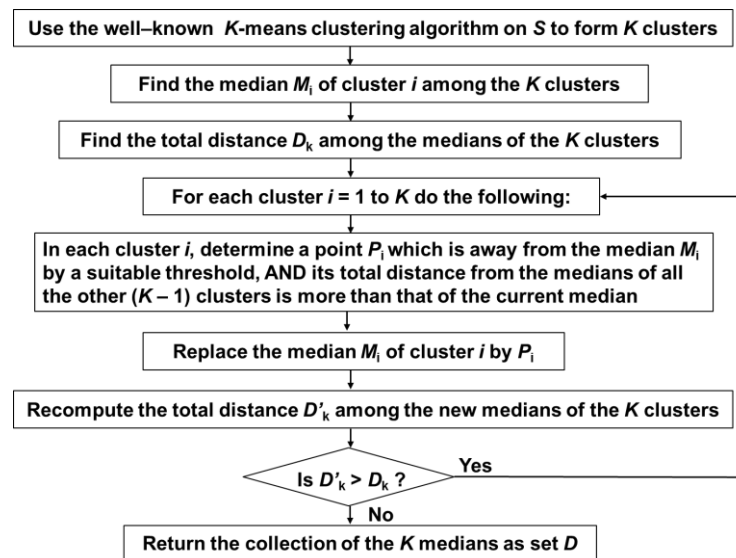 Use the well–known K-means clustering algorithm on S to form K clusters
Find the median Mi of cluster i among the K clusters
Find the total distance Dk among the medians of the K clusters
For each cluster i = 1 to K do the following:
In each cluster i, determine a point Pi which is away from the median Mi
by a suitable threshold, AND its total distance from the medians of all
the other (K – 1) clusters is more than that of the current median
Replace the median Mi of cluster i by Pi
Recompute the total distance D'k among the new medians of the K clusters
Is D'k > Dk ?
Yes
No
Return the collection of the K medians as set D